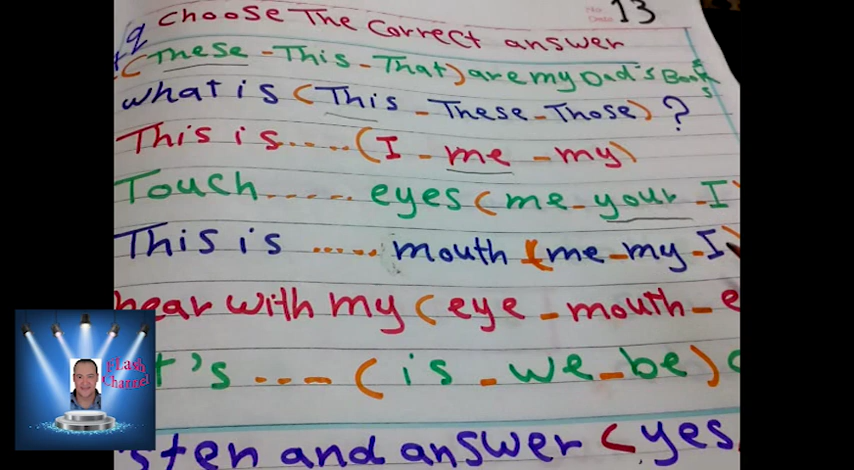 13
Choose The Correct answer
(These - This - That) are my Dad's Books
what is (This - These - Those) ?
This is..... (I - me - my)
Touch...... eyes (me - your - I
This is ...... mouth (me - my - I)
hear with my (eye - mouth - e
t's ---- (is - we - be)
sten and answer (yes
fLash
Channel